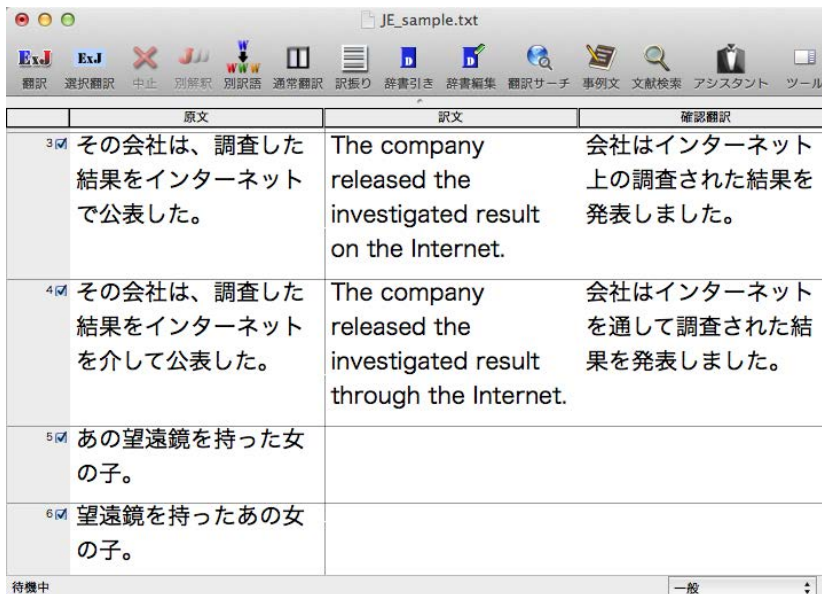 JE_sample.txt
ExJ ExJ J WWW D D
翻訳 選択翻訳 中止 別解釈 別訳語 通常翻訳 訳振り 辞書引き 辞書編集 翻訳サーチ 事例文 文献検索 アシスタント ツール
原文 訳文 確認翻訳
3 その会社は、調査した The company 会社はインターネット
結果をインターネット released the 上の調査された結果を
で公表した。 investigated result 発表しました。
on the Internet.
4 その会社は、調査した The company 会社はインターネット
結果をインターネット released the を通して調査された結
を介して公表した。 investigated result 果を発表しました。
through the Internet.
5 あの望遠鏡を持った女
の子。
6 望遠鏡を持ったあの女
の子。
待機中 一般